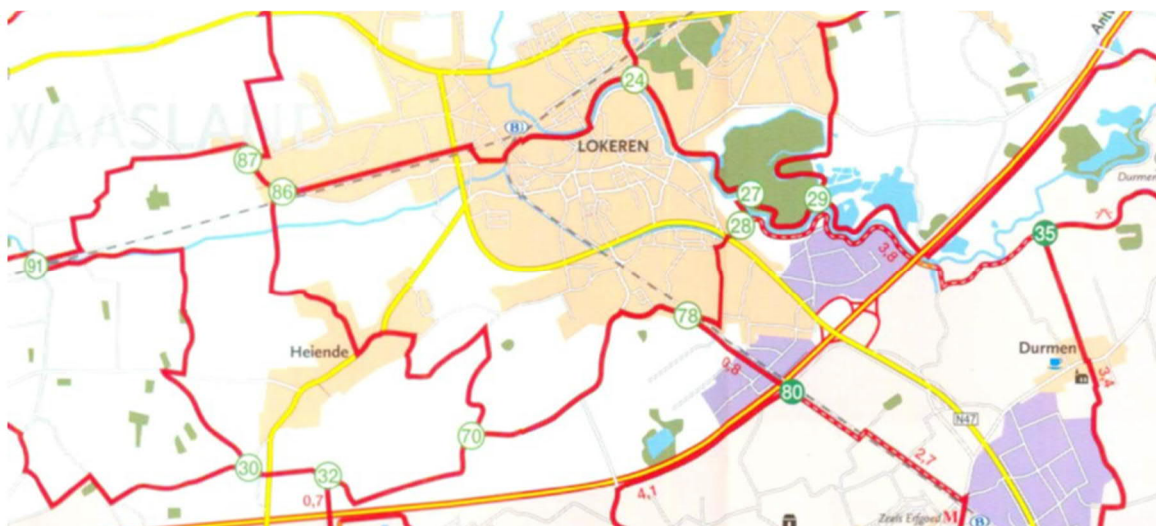 Antw
24
WAASLAND
B
LOKEREN
87
86
27
29
28
Durmen
91
3,8
35
78
Heiende
0,8
Durmen
80
3,4
N47
70
30
32
2,7
0,7
4,1
Zeels Erfgoed M
B